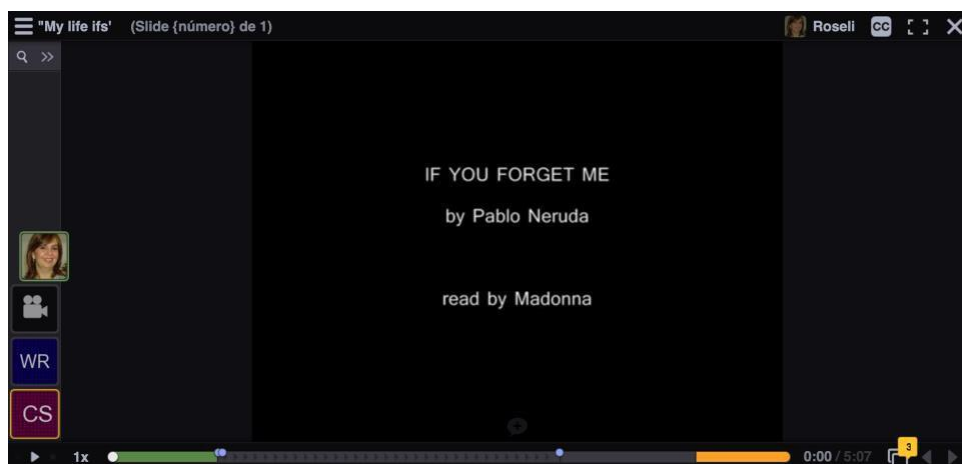 "My life ifs' (Slide {número} de 1) Roseli CC
IF YOU FORGET ME
by Pablo Neruda
read by Madonna
WR
CS
1x 0:00 / 5:07 3